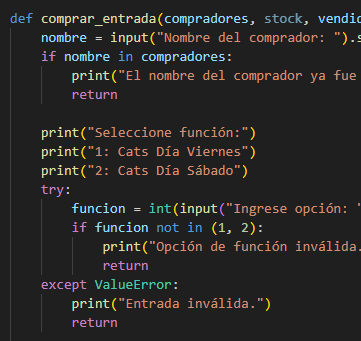 def comprar_entrada(compradores, stock, vendid
nombre = input("Nombre del comprador: ").s
if nombre in compradores:
print("El nombre del comprador ya fue
return
print("Seleccione función:")
print("1: Cats Día Viernes")
print("2: Cats Día Sábado")
try:
funcion = int(input("Ingrese opción: "
if funcion not in (1, 2):
print("Opción de función inválida.
return
except ValueError:
print("Entrada inválida.")
return